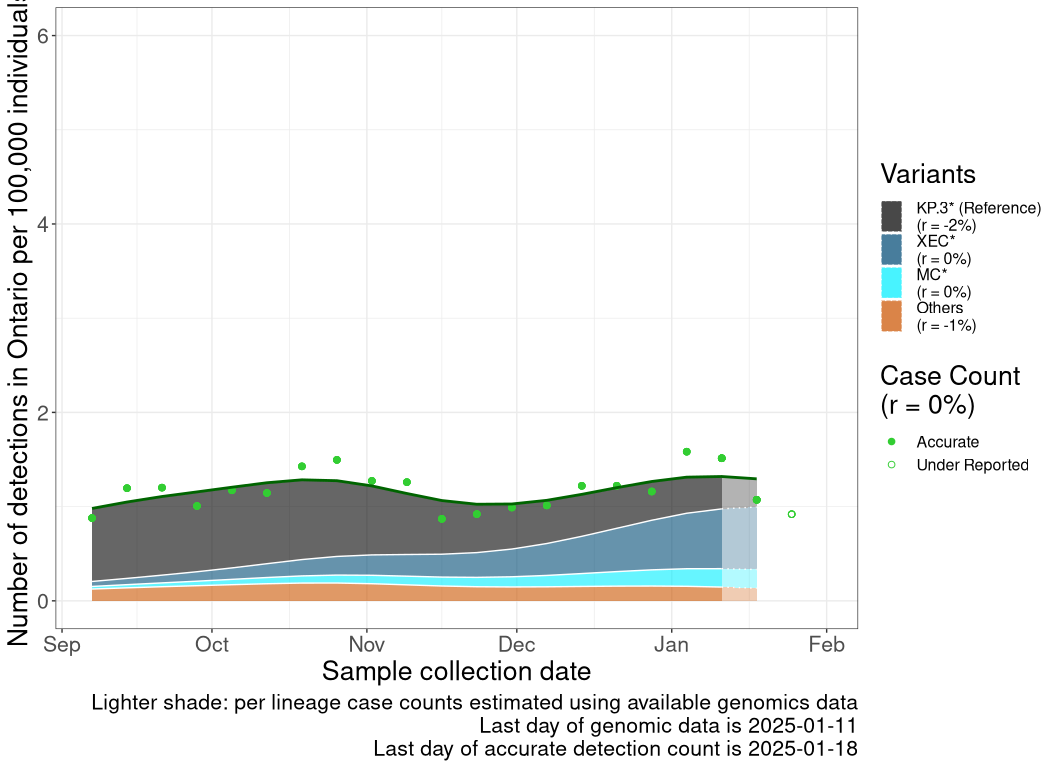 Number of detections in Ontario per 100,000 individuals
6
4
2
0
Sep Oct Nov Dec Jan Feb
Sample collection date
Lighter shade: per lineage case counts estimated using available genomics data
Last day of genomic data is 2025-01-11
Last day of accurate detection count is 2025-01-18
Variants
KP.3* (Reference)
(r = -2%)
XEC*
(r = 0%)
MC*
(r = 0%)
Others
(r = -1%)
Case Count
(r = 0%)
Accurate
Under Reported